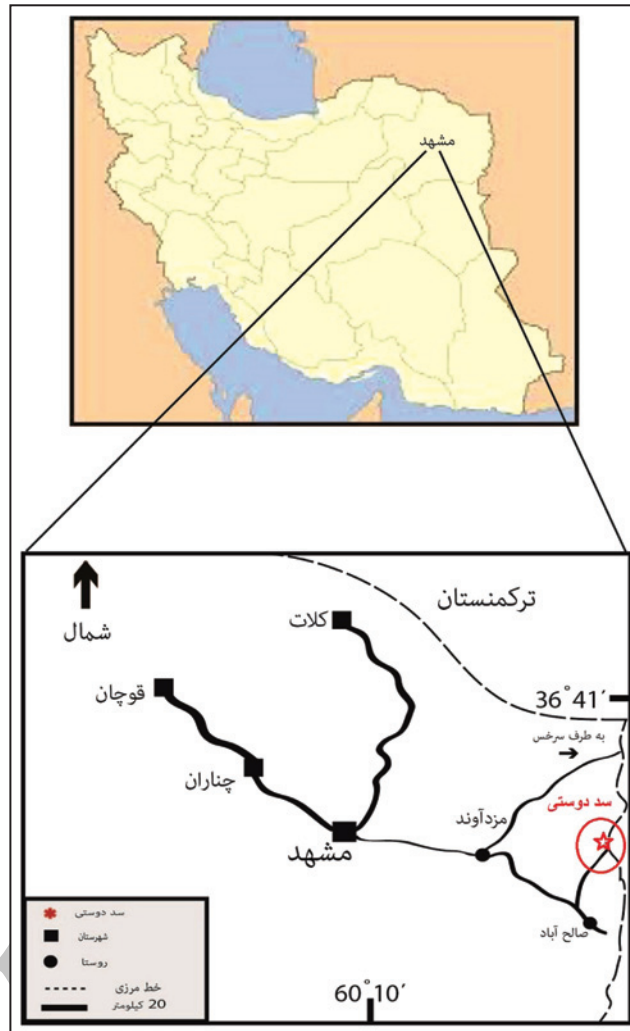 مشهد
ترکمنستان
شمال
کلات
قوچان
36°41′
به طرف سرخس
چناران
سد دوستی
مزدآوند
مشهد
صالح آباد
سد دوستی
شهرستان
روستا
خط مرزی
20 کیلومتر
60°10′